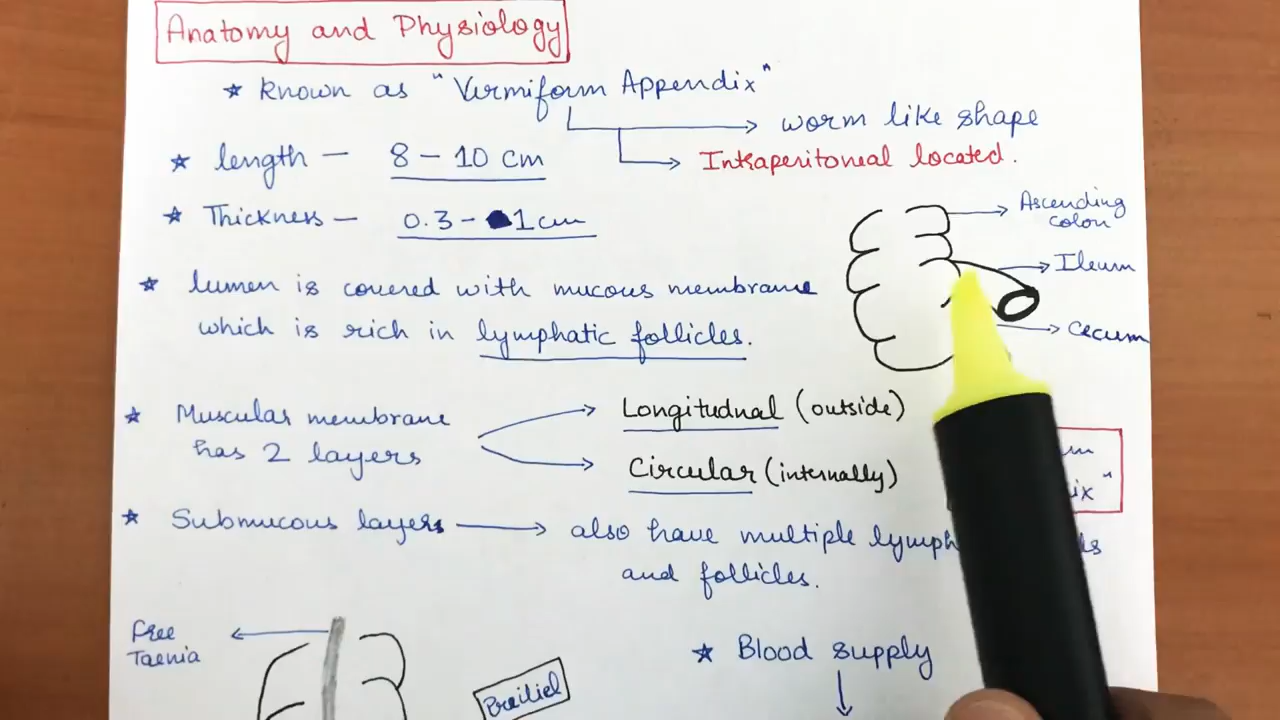 Anatomy and Physiology
★ known as "Vermiform Appendix"
worm like shape
Intraperitoneal located.
★ length — 8 - 10 cm
★ Thickness — 0.3 - 1 cm
Ascending
colon
Ileum
Cecum
★ lumen is covered with mucous membrane
which is rich in lymphatic follicles.
★ Muscular membrane
has 2 layers
Longitudnal (outside)
Circular (internally)
★ Submucous layers → also have multiple
and follicles.
Free
Taenia
★ Blood supply